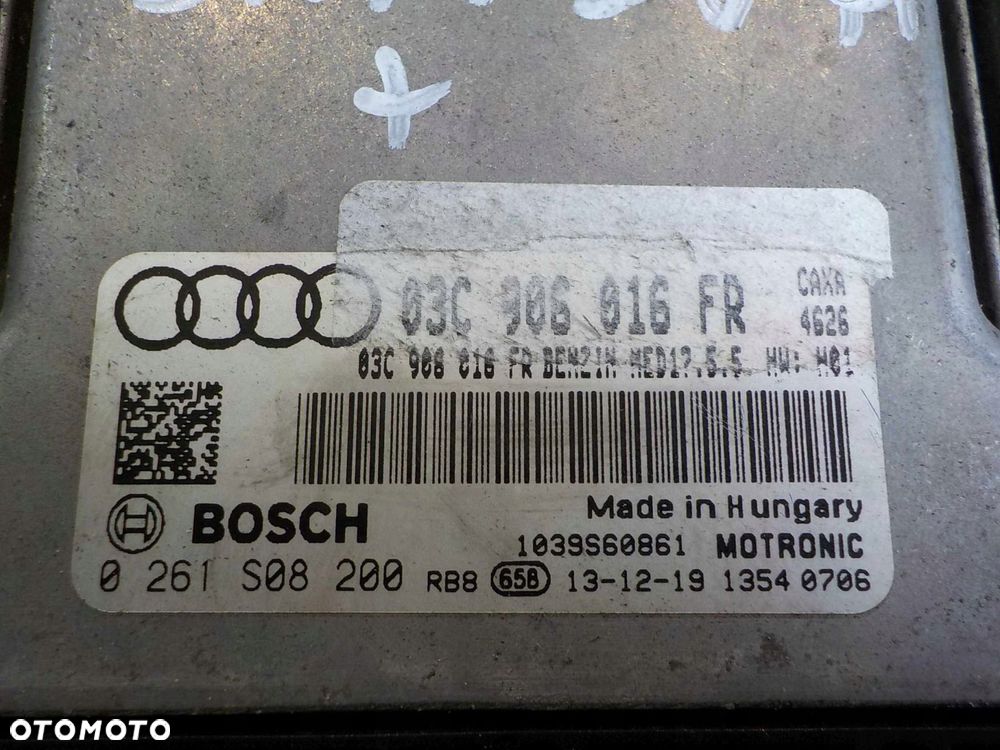 03C 906 016 FR
CAXA
4626
03C 906 016 FR BENZIN MED17.5.5 HW: H01
Made in Hungary
BOSCH
1039S60861 MOTRONIC
0 261 S08 200 RB8 65B 13-12-19 1354 0706
OTOMOTO